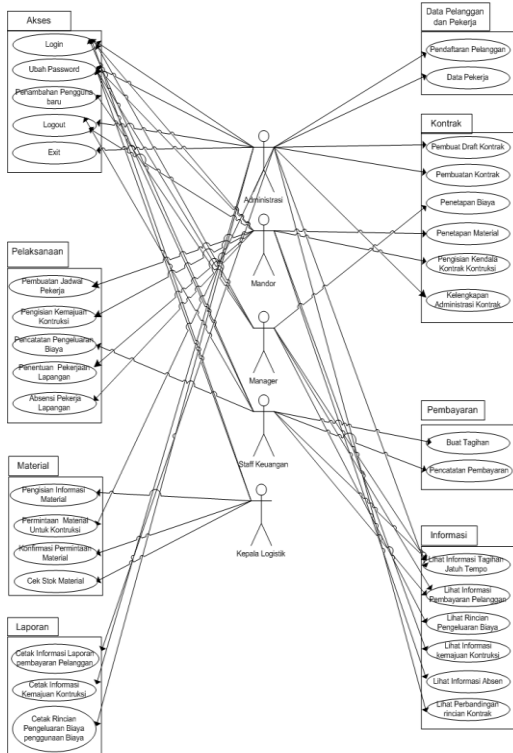 Akses
Login
Ubah Password
Penambahan Pengguna
baru
Logout
Exit
Pelaksanaan
Pembuatan Jadwal
Pekerja
Pengisian Kemajuan
Kontruksi
Pencatatan Pengeluaran
Biaya
Penentuan Pekerjaan
Lapangan
Absensi Pekerja
Lapangan
Material
Pengisian Informasi
Material
Permintaan Material
Untuk Kontruksi
Konfirmasi Permintaan
Material
Cek Stok Material
Laporan
Cetak Informasi Laporan
pembayaran Pelanggan
Cetak Informasi
Kemajuan Kontruksi
Cetak Rincian
Pengeluaran Biaya
penggunaan Biaya
Administrasi
Mandor
Manager
Staff Keuangan
Kepala Logistik
Data Pelanggan
dan Pekerja
Pendaftaran Pelanggan
Data Pekerja
Kontrak
Pembuat Draft Kontrak
Pembuatan Kontrak
Penetapan Biaya
Penetapan Material
Pengisian Kendala
Kontrak Kontruksi
Kelengkapan
Administrasi Kontrak
Pembayaran
Buat Tagihan
Pencatatan Pembayaran
Informasi
Lihat Informasi Tagihan
Jatuh Tempo
Lihat Informasi
Pembayaran Pelanggan
Lihat Rincian
Pengeluaran Biaya
Lihat Informasi
kemajuan Kontruksi
Lihat Informasi Absen
Lihat Perbandingan
rincian Kontrak